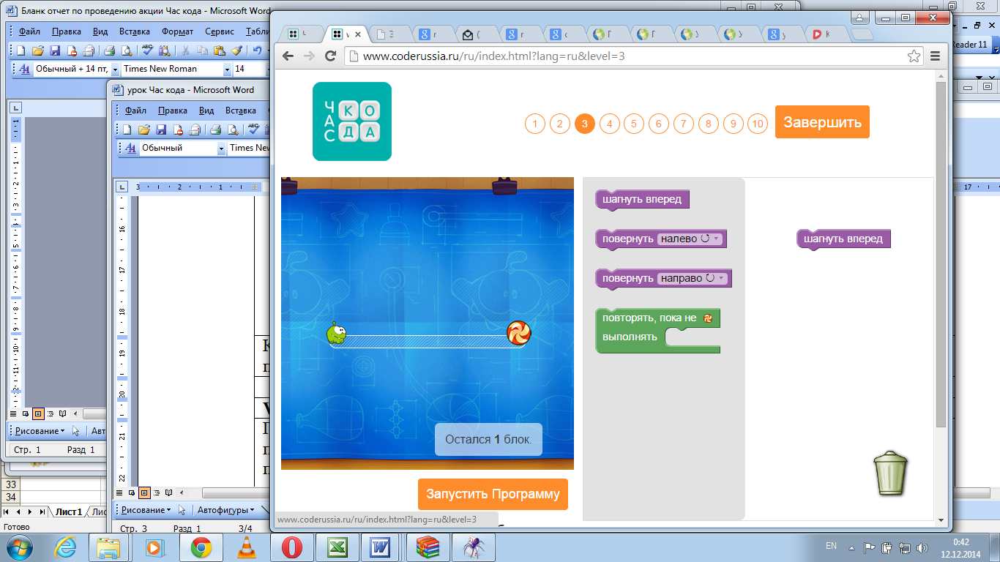 Бланк отчет по проведению акции Час кода - Microsoft Word
Файл Правка Вид Вставка Формат Сервис Табли
Обычный + 14 пт, Times New Roman 14
Reader 11
урок Час кода - Microsoft Word
Файл Правка Вид Вставка
Обычный Times New
3 2 1
17
www.coderussia.ru/ru/index.html?lang=ru&level=3
ЧАС
КОДА
1 2 3 4 5 6 7 8 9 10
Завершить
шагнуть вперед
повернуть налево
повернуть направо
повторять, пока не
выполнять
шагнуть вперед
Остался 1 блок.
Запустить Программу
www.coderussia.ru/ru/index.html?lang=ru&level=3
Рисование Авт
Стр. 1 Разд 1
33
34
Лист1 Лис
Готово
Рисование Автофигуры
Стр. 3 Разд 1 3/4
EN
0:42
12.12.2014